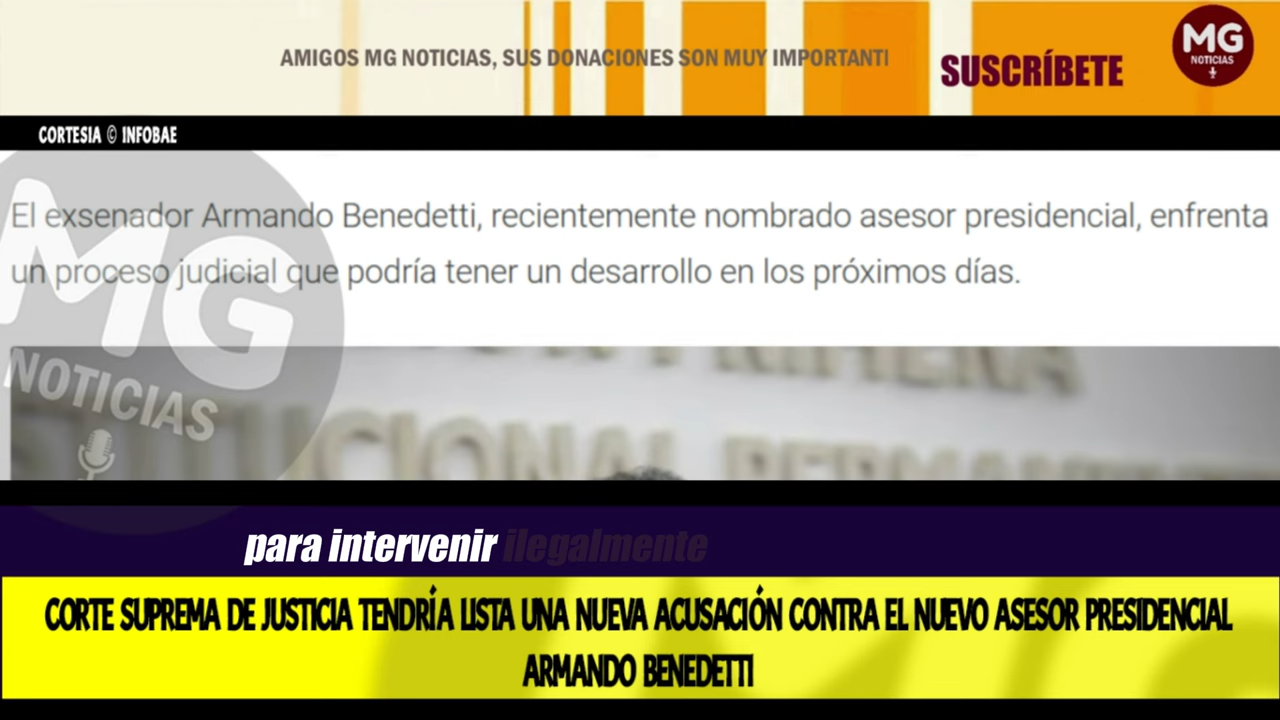 AMIGOS MG NOTICIAS, SUS DONACIONES SON MUY IMPORTANTI
SUSCRÍBETE
MG
NOTICIAS
CORTESIA © INFOBAE
El exsenador Armando Benedetti, recientemente nombrado asesor presidencial, enfrenta
un proceso judicial que podría tener un desarrollo en los próximos días.
MG
NOTICIAS
para intervenir ilegalmente
CORTE SUPREMA DE JUSTICIA TENDRÍA LISTA UNA NUEVA ACUSACIÓN CONTRA EL NUEVO ASESOR PRESIDENCIAL
ARMANDO BENEDETTI